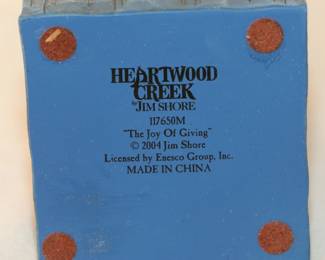 HEARTWOOD
CREEK
by JIM SHORE
117650M
"The Joy Of Giving"
© 2004 Jim Shore
Licensed by Enesco Group, Inc.
MADE IN CHINA